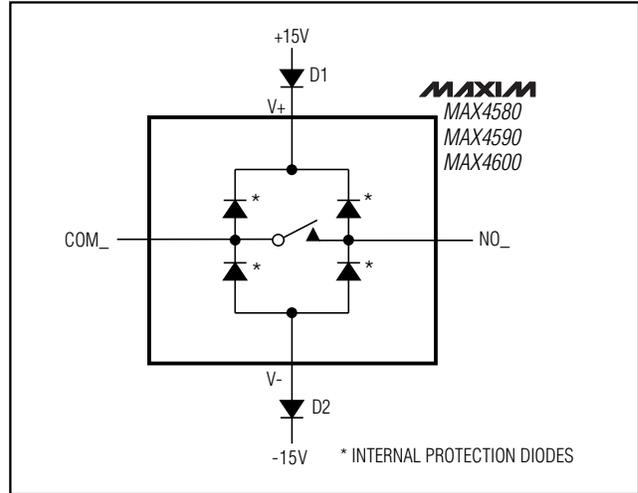 +15V
D1
V+
MAXIM
MAX4580
MAX4590
MAX4600
*
*
COM_
NO_
*
*
V-
D2
-15V
* INTERNAL PROTECTION DIODES